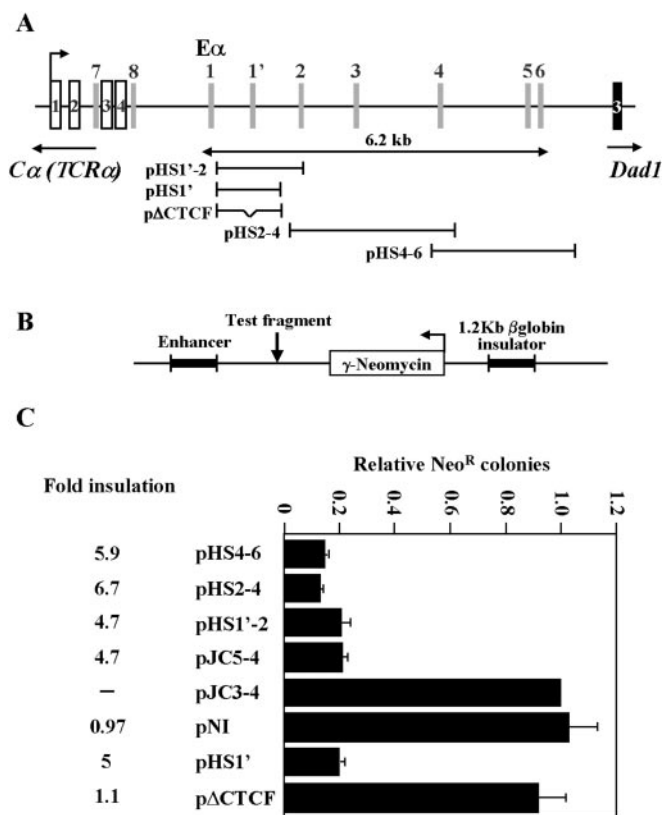 A
Eα
7 8 1 1' 2 3 4 5 6
1 2 3 4 3
6.2 kb
Cα (TCRα)
Dad1
pHS1'-2
pHS1'
pΔCTCF
pHS2-4
pHS4-6
B
Enhancer
Test fragment
1.2Kb βglobin
insulator
γ-Neomycin
C
Relative Neo^R colonies
Fold insulation
0 0.2 0.4 0.6 0.8 1.0 1.2
5.9 pHS4-6
6.7 pHS2-4
4.7 pHS1'-2
4.7 pJC5-4
– pJC3-4
0.97 pNI
5 pHS1'
1.1 pΔCTCF